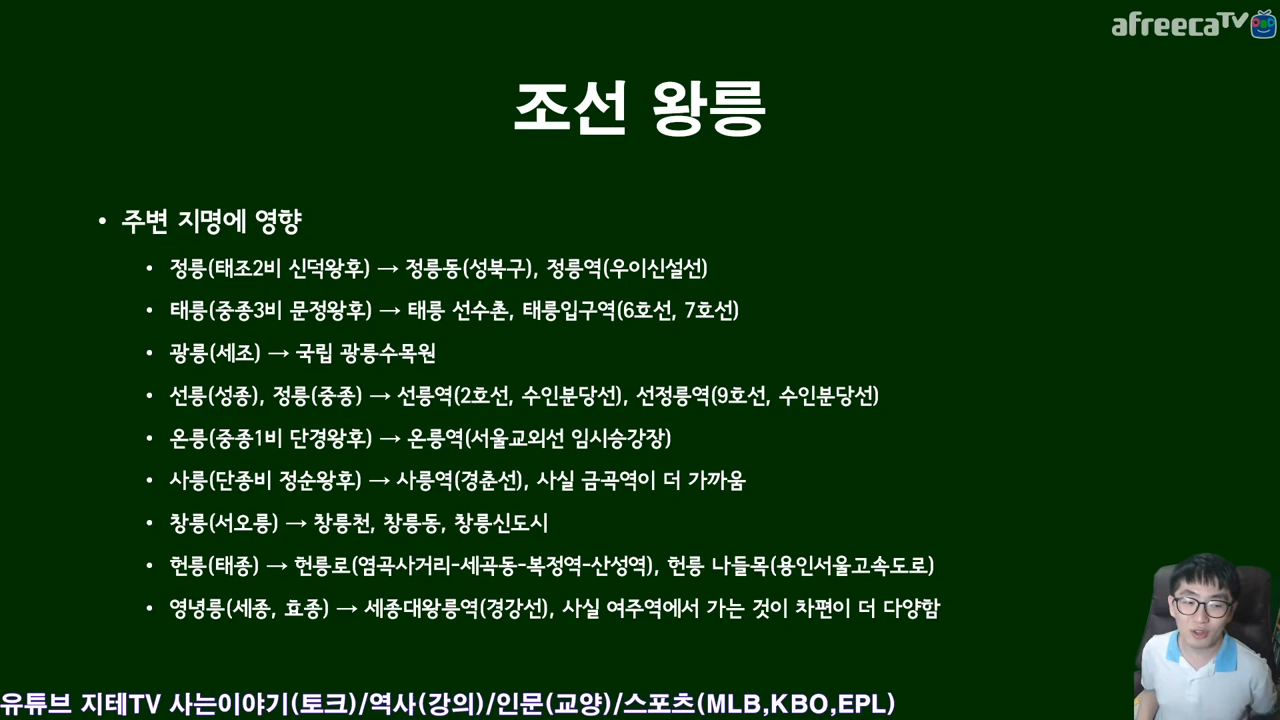 afreecaTV
조선 왕릉
• 주변 지명에 영향
• 정릉(태조2비 신덕왕후) → 정릉동(성북구), 정릉역(우이신설선)
• 태릉(중종3비 문정왕후) → 태릉 선수촌, 태릉입구역(6호선, 7호선)
• 광릉(세조) → 국립 광릉수목원
• 선릉(성종), 정릉(중종) → 선릉역(2호선, 수인분당선), 선정릉역(9호선, 수인분당선)
• 온릉(중종1비 단경왕후) → 온릉역(서울교외선 임시승강장)
• 사릉(단종비 정순왕후) → 사릉역(경춘선), 사실 금곡역이 더 가까움
• 창릉(서오릉) → 창릉천, 창릉동, 창릉신도시
• 헌릉(태종) → 헌릉로(염곡사거리-세곡동-복정역-산성역), 헌릉 나들목(용인서울고속도로)
• 영녕릉(세종, 효종) → 세종대왕릉역(경강선), 사실 여주역에서 가는 것이 차편이 더 다양함
유튜브 지테TV 사는이야기(토크)/역사(강의)/인문(교양)/스포츠(MLB,KBO,EPL)